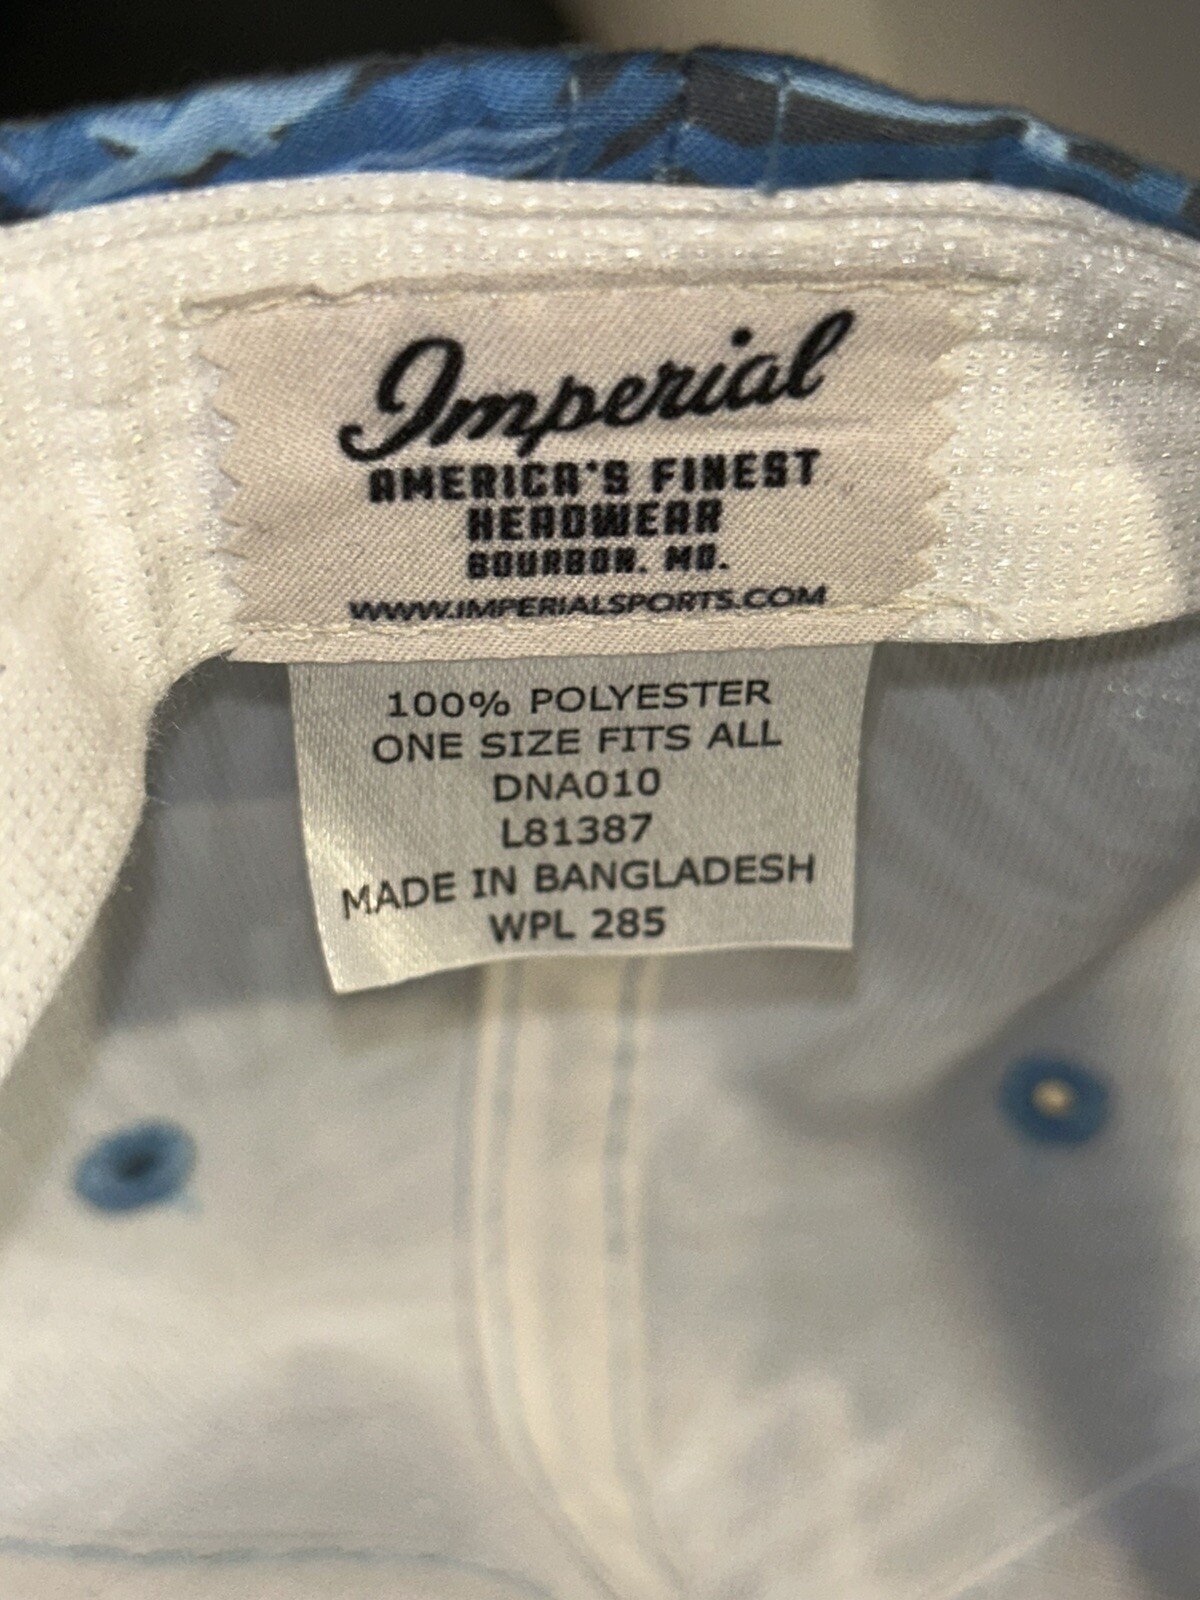 Imperial
AMERICA'S FINEST
HEADWEAR
BOURBON, MO.
WWW.IMPERIALSPORTS.COM
100% POLYESTER
ONE SIZE FITS ALL
DNA010
L81387
MADE IN BANGLADESH
WPL 285